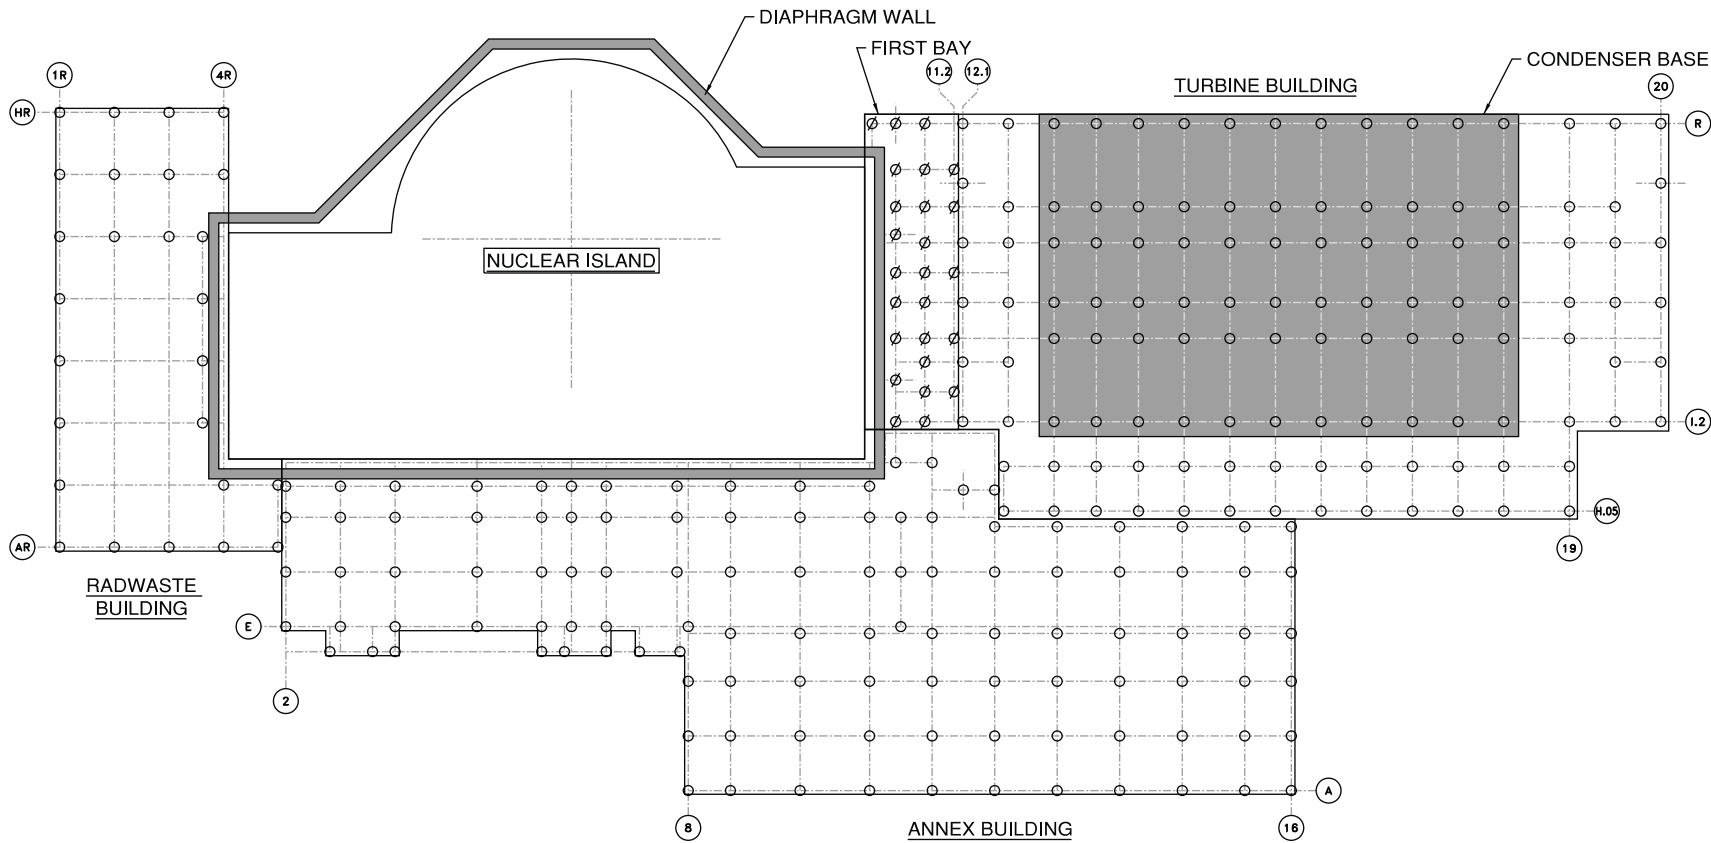 DIAPHRAGM WALL
FIRST BAY
CONDENSER BASE
1R
4R
11.2
12.1
TURBINE BUILDING
20
HR
R
NUCLEAR ISLAND
I.2
H.05
AR
19
RADWASTE
BUILDING
E
2
A
8
ANNEX BUILDING
16